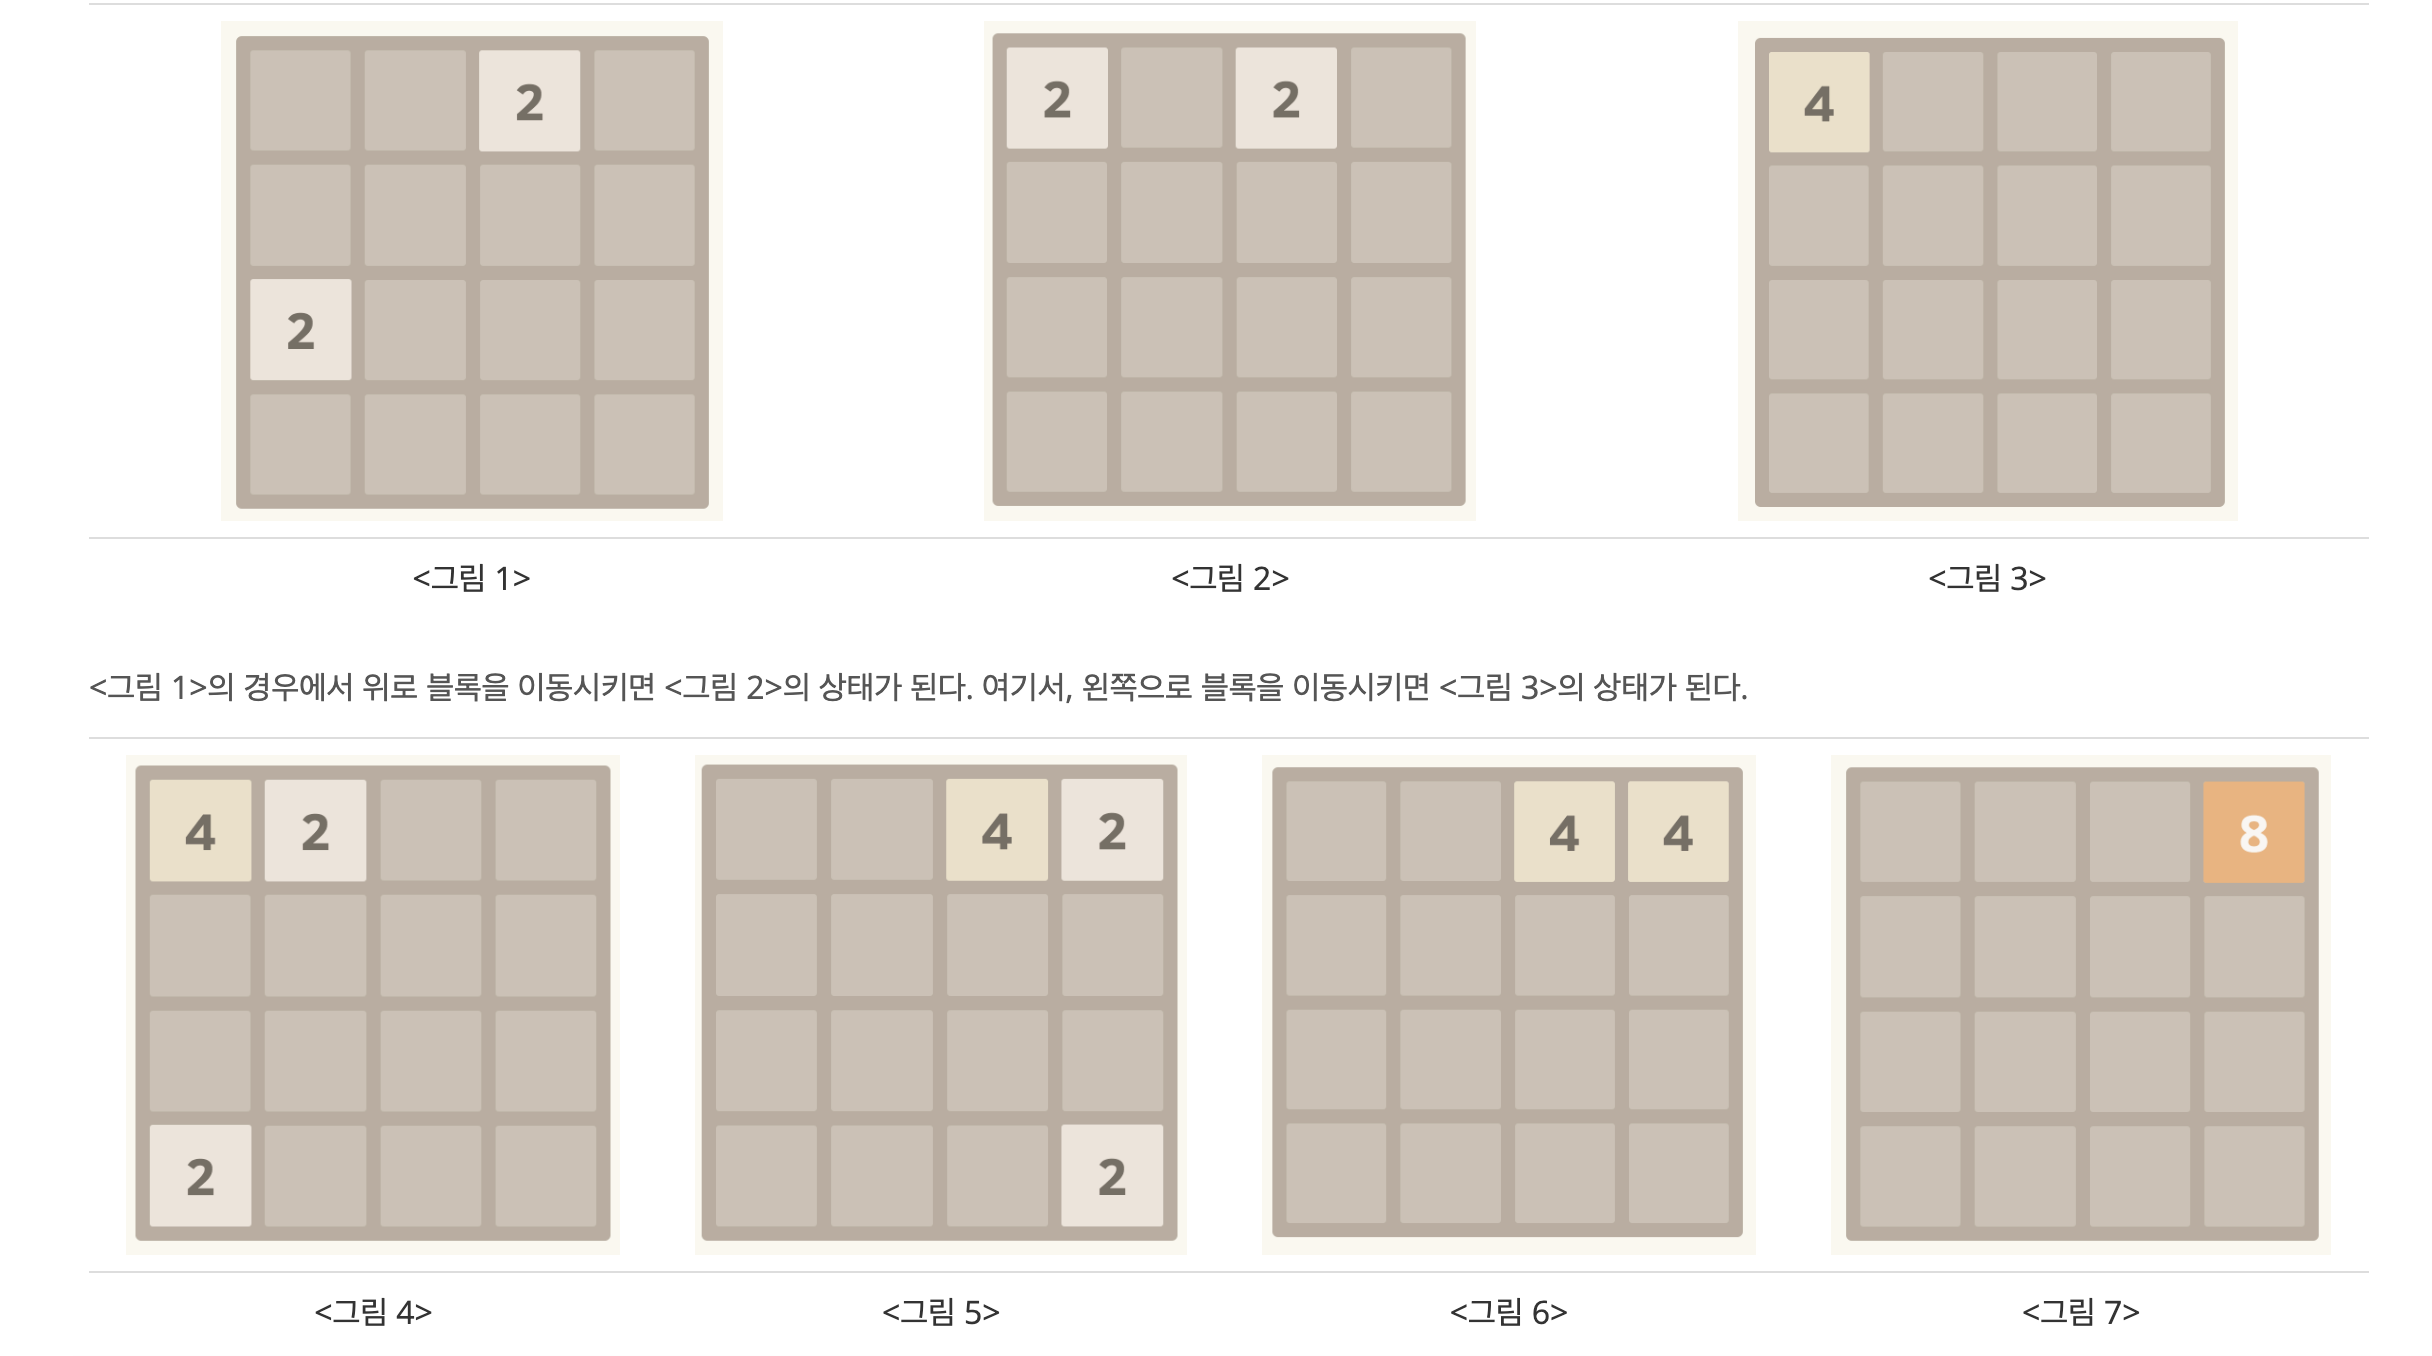 2
2
2 2
4
<그림 1>
<그림 2>
<그림 3>
<그림 1>의 경우에서 위로 블록을 이동시키면 <그림 2>의 상태가 된다. 여기서, 왼쪽으로 블록을 이동시키면 <그림 3>의 상태가 된다.
4 2
2
4 2
2
4 4
8
<그림 4>
<그림 5>
<그림 6>
<그림 7>